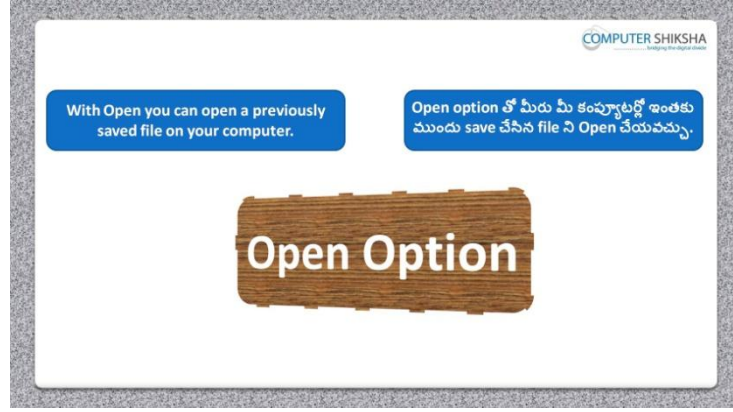 COMPUTER SHIKSHA
bridging the digital divide
With Open you can open a previously
saved file on your computer.
Open option తో మీరు మీ కంప్యూటర్లో ఇంతకు
ముందు save చేసిన file ని Open చేయవచ్చు.
Open Option